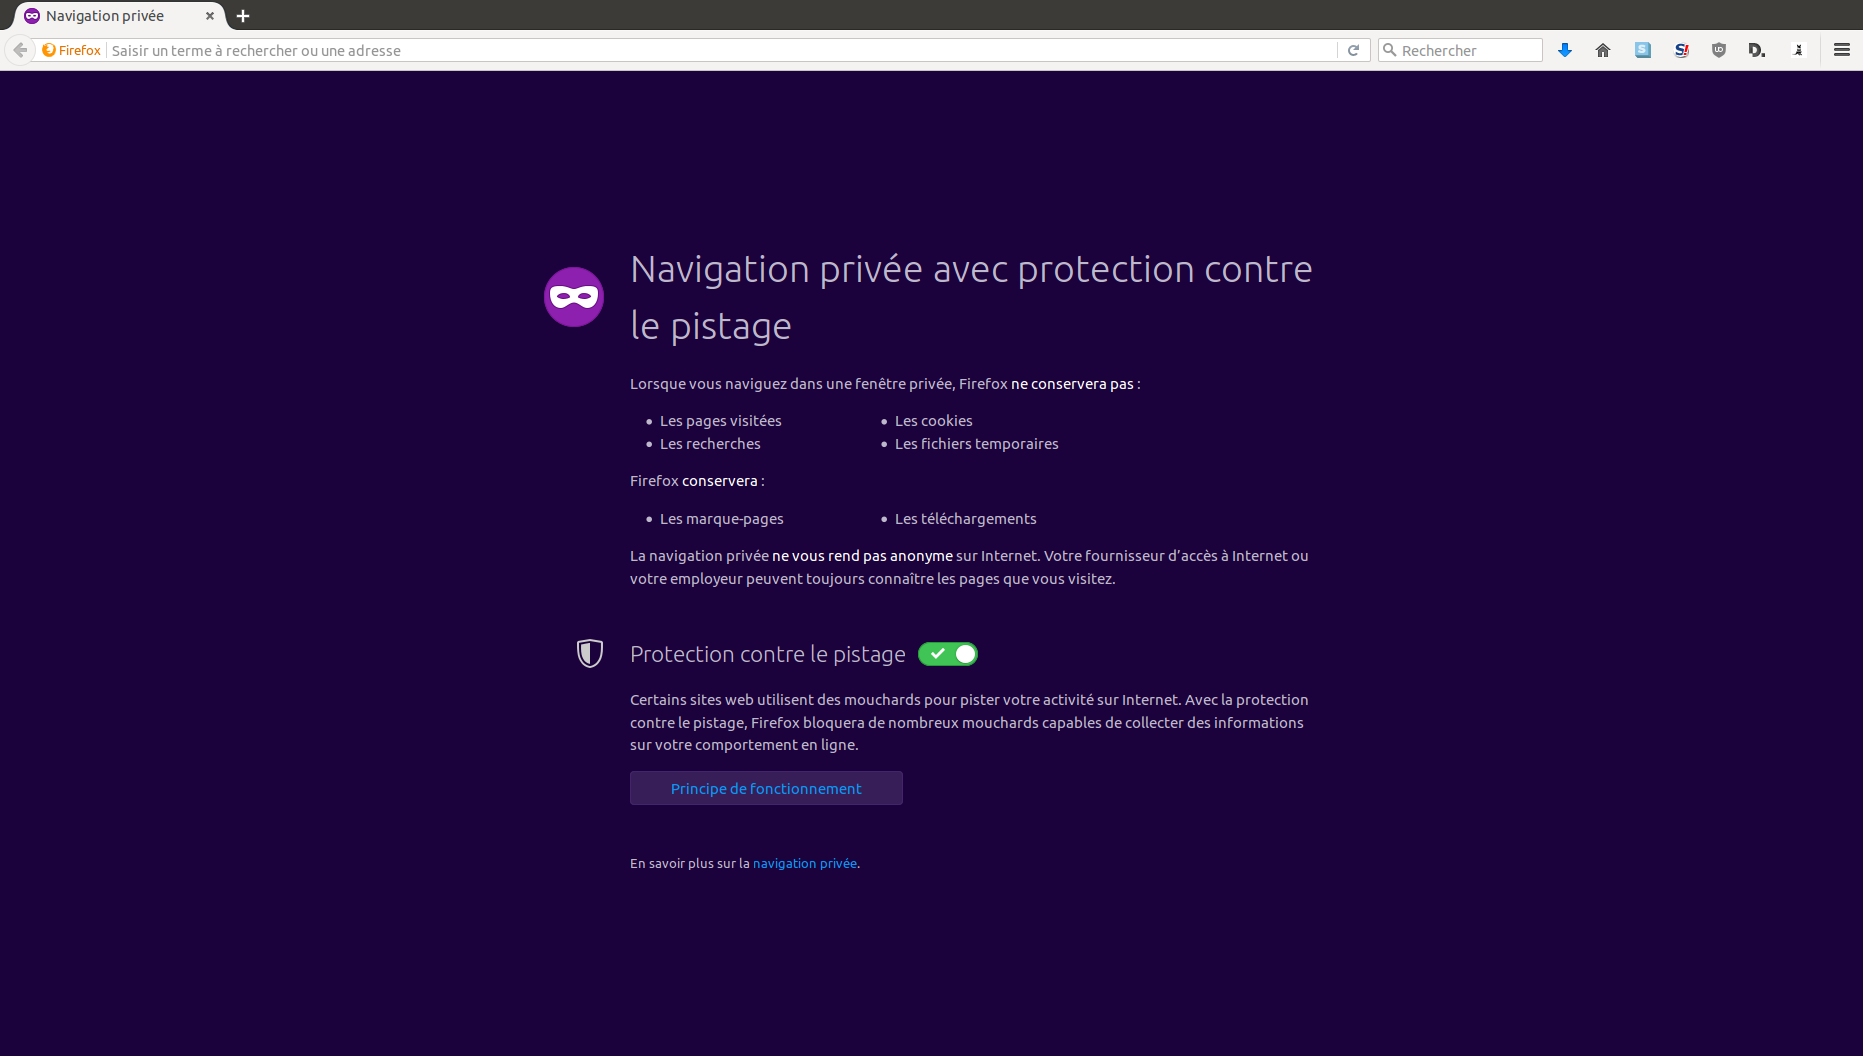 Navigation privée
Firefox Saisir un terme à rechercher ou une adresse Rechercher
Navigation privée avec protection contre
le pistage
Lorsque vous naviguez dans une fenêtre privée, Firefox ne conservera pas :
• Les pages visitées • Les cookies
• Les recherches • Les fichiers temporaires
Firefox conservera :
• Les marque-pages • Les téléchargements
La navigation privée ne vous rend pas anonyme sur Internet. Votre fournisseur d’accès à Internet ou
votre employeur peuvent toujours connaître les pages que vous visitez.
Protection contre le pistage
Certains sites web utilisent des mouchards pour pister votre activité sur Internet. Avec la protection
contre le pistage, Firefox bloquera de nombreux mouchards capables de collecter des informations
sur votre comportement en ligne.
Principe de fonctionnement
En savoir plus sur la navigation privée.